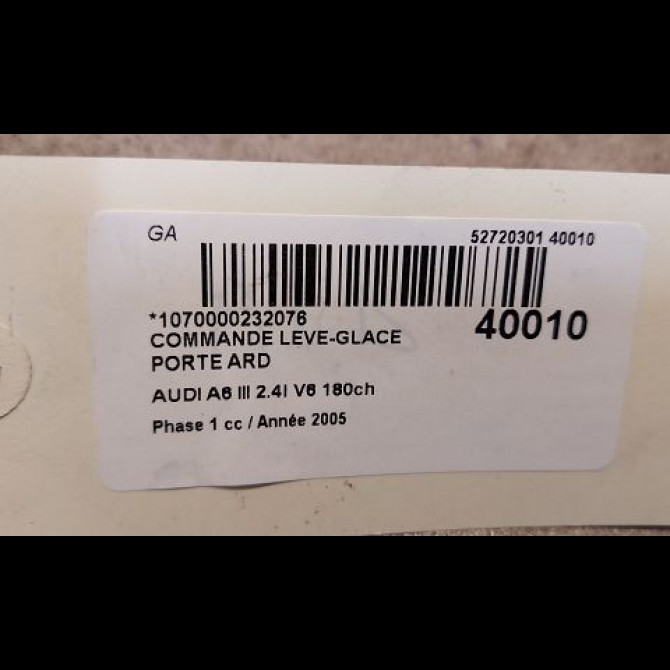 GA
52720301 40010
*1070000232076
40010
COMMANDE LEVE-GLACE
PORTE ARD
AUDI A6 III 2.4I V6 180ch
Phase 1 cc / Année 2005